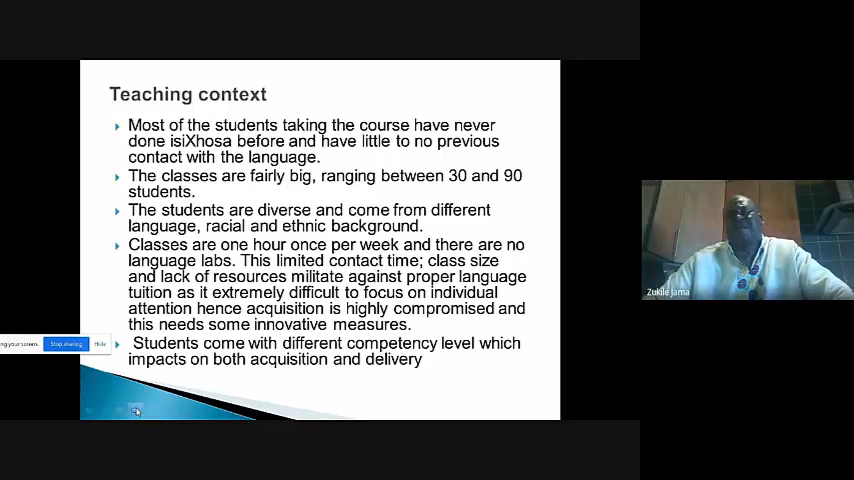 Teaching context
Most of the students taking the course have never
done isiXhosa before and have little to no previous
contact with the language.
The classes are fairly big, ranging between 30 and 90
students.
The students are diverse and come from different
language, racial and ethnic background.
Classes are one hour once per week and there are no
language labs. This limited contact time; class size
and lack of resources militate against proper language
tuition as it extremely difficult to focus on individual
attention hence acquisition is highly compromised and
this needs some innovative measures.
Students come with different competency level which
impacts on both acquisition and delivery
ng your screen. Stop sharing Hide
Zukile Jama